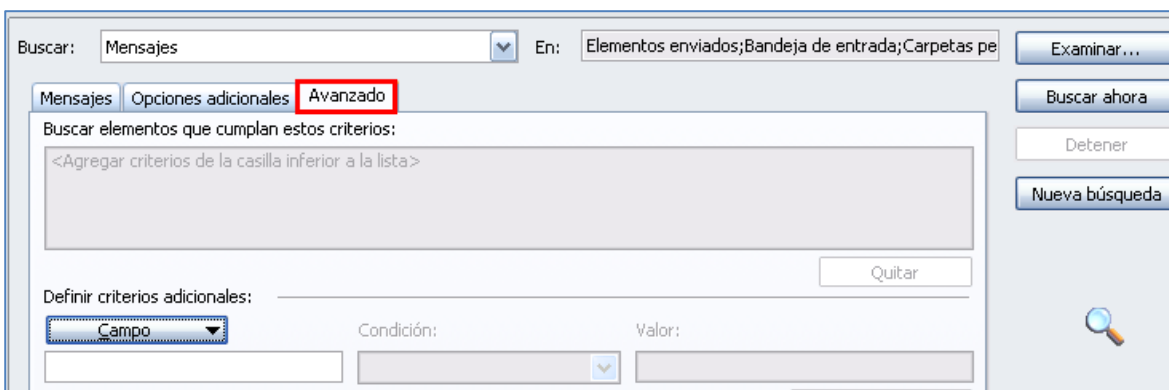 Buscar: Mensajes En: Elementos enviados;Bandeja de entrada;Carpetas pe Examinar...
Mensajes Opciones adicionales Avanzado Buscar ahora
Buscar elementos que cumplan estos criterios:
<Agregar criterios de la casilla inferior a la lista> Detener
Nueva búsqueda
Quitar
Definir criterios adicionales:
Campo Condición: Valor: